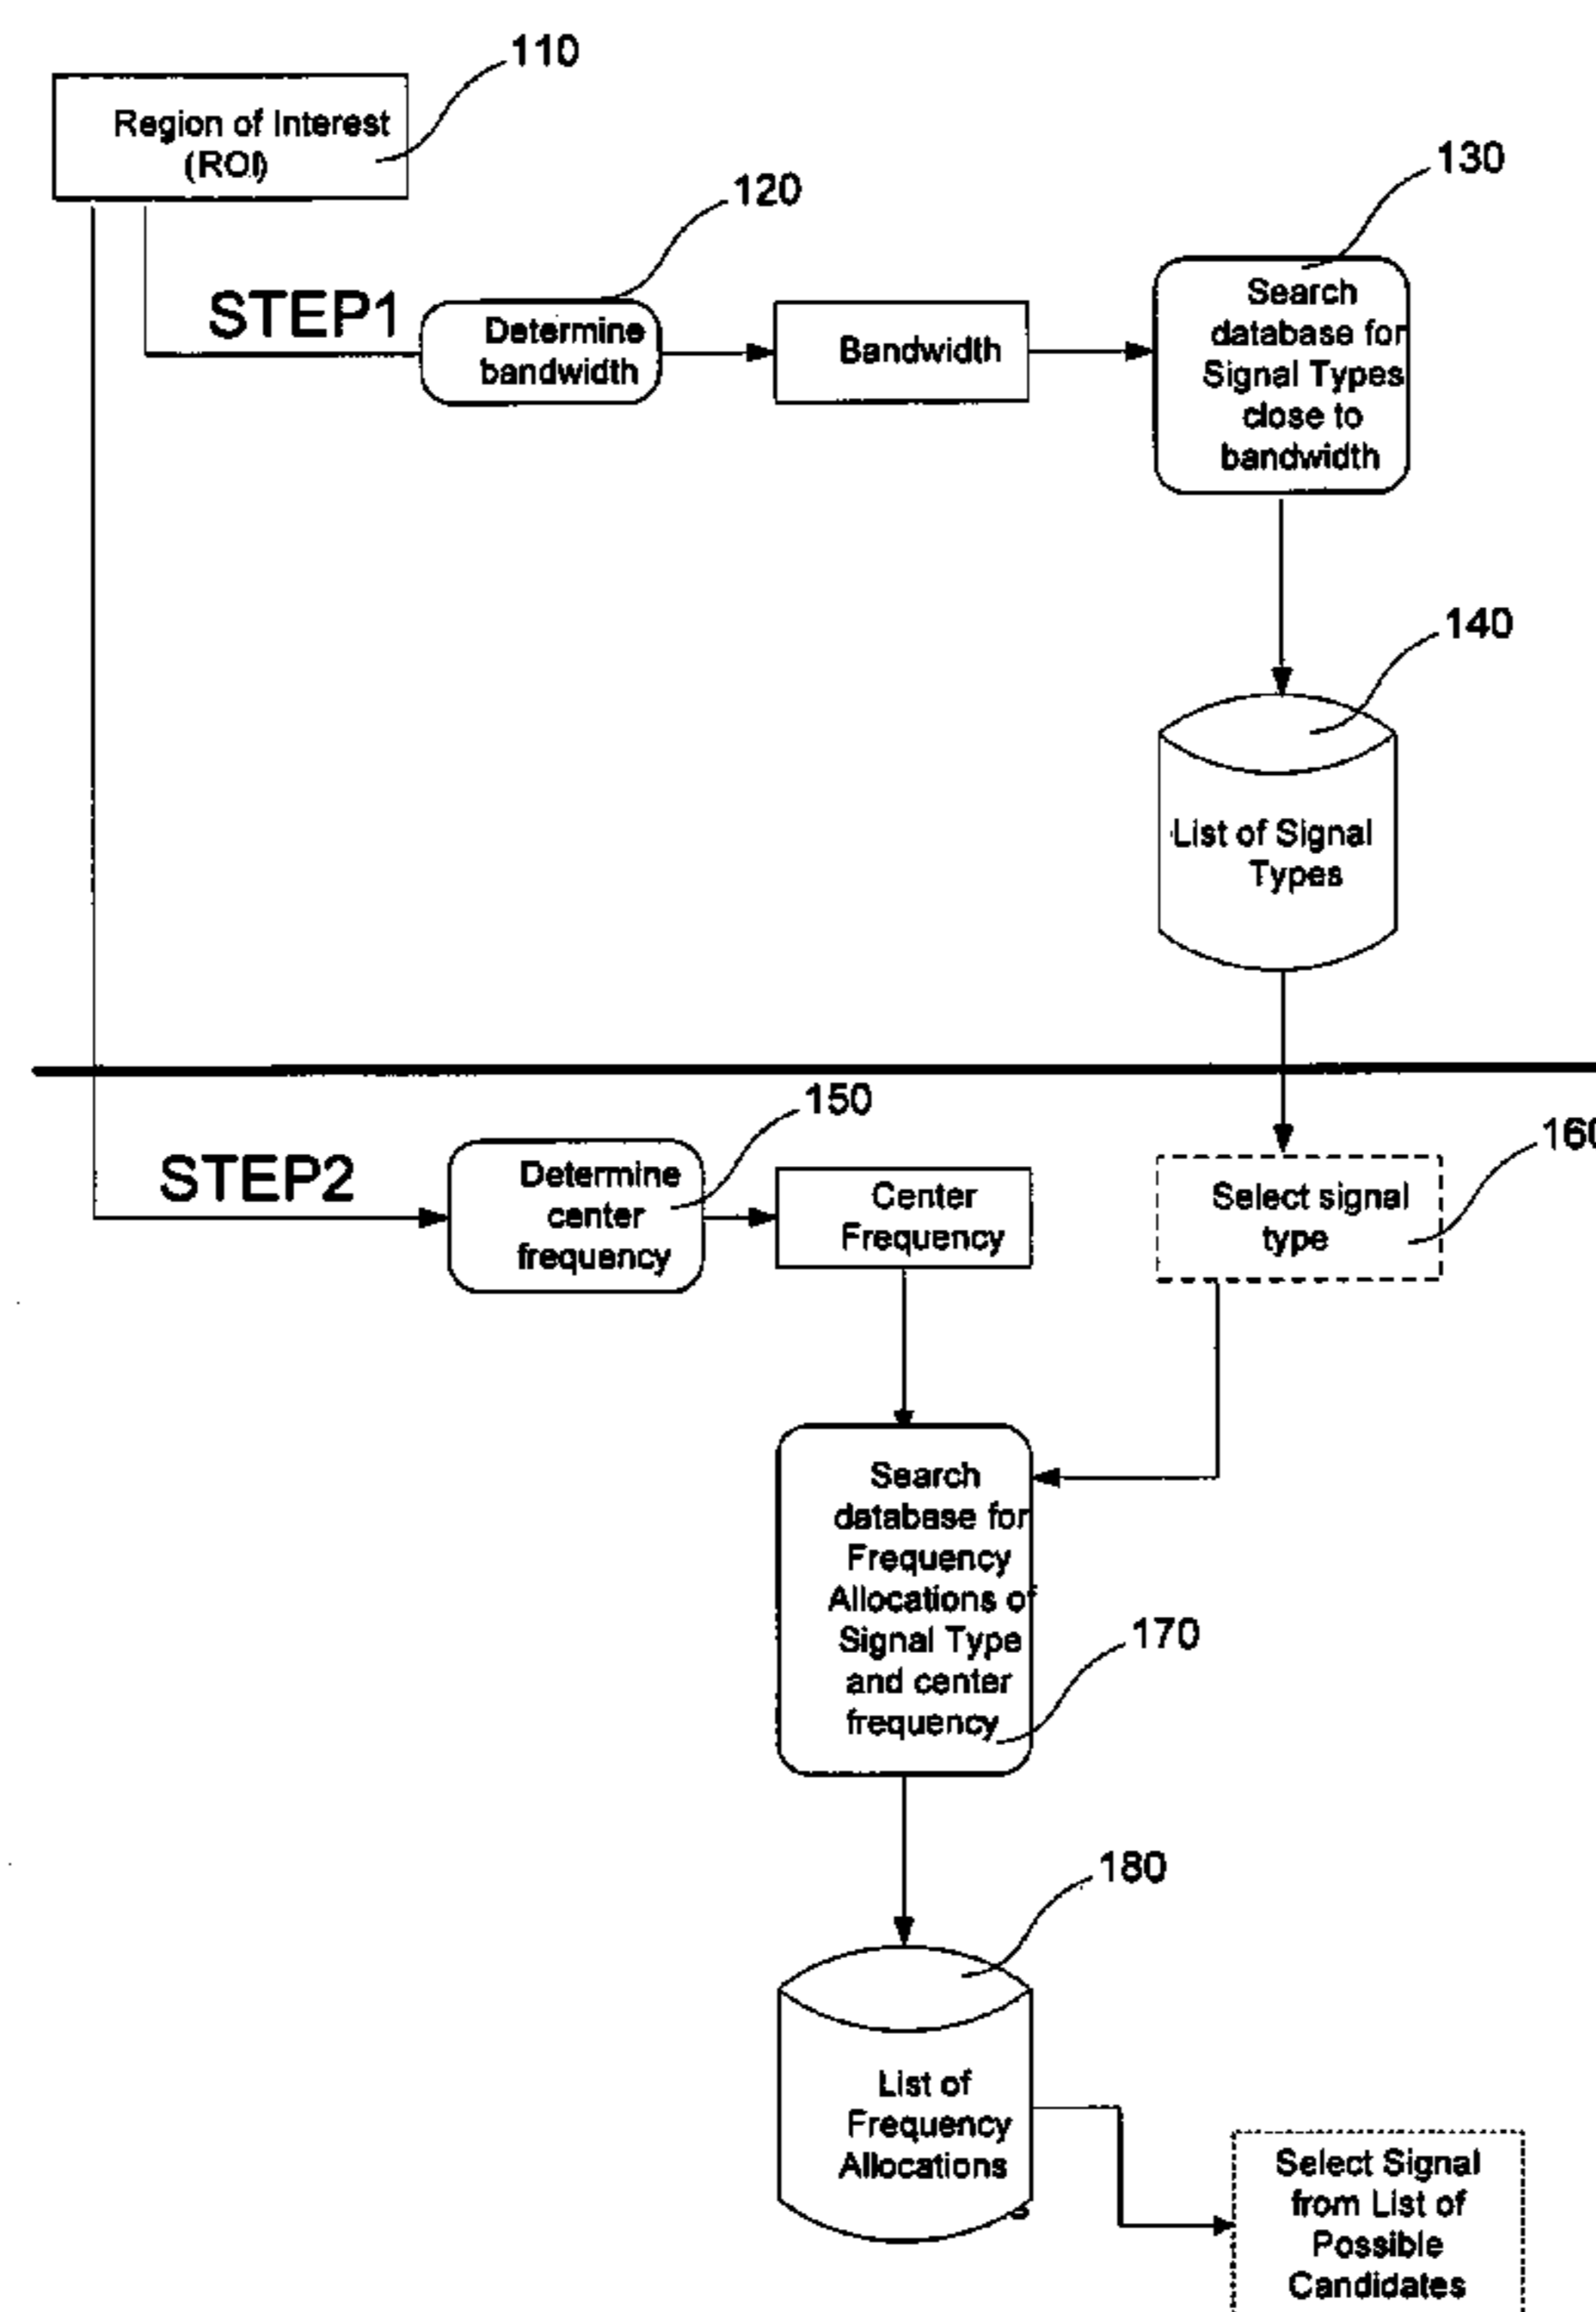 110
Region of Interest
(ROI)
120
130
STEP1
Determine
bandwidth
Bandwidth
Search
database for
Signal Types
close to
bandwidth
140
List of Signal
Types
150
160
STEP2
Determine
center
frequency
Center
Frequency
Select signal
type
Search
database for
Frequency
Allocations of
Signal Type
and center
frequency
170
180
List of
Frequency
Allocations
Select Signal
from List of
Possible
Candidates